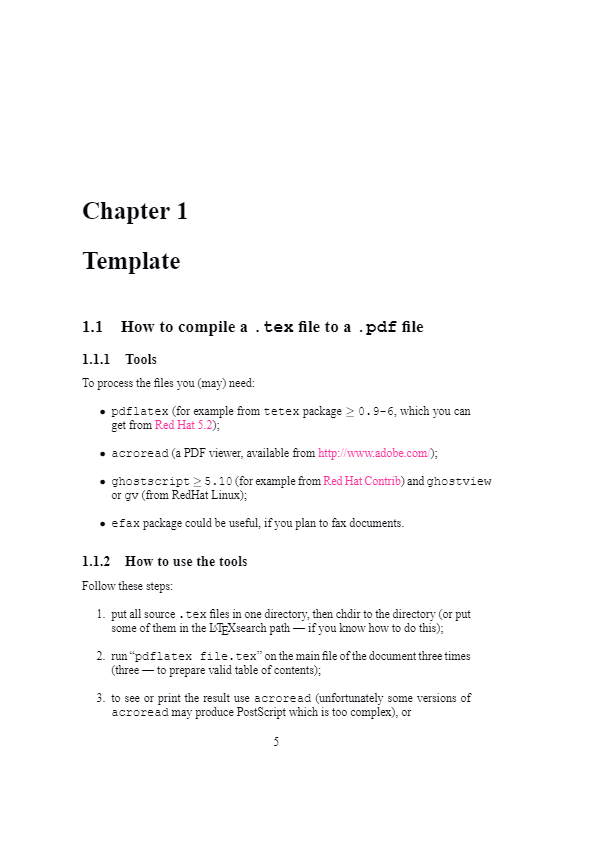 Chapter 1
Template
1.1 How to compile a .tex file to a .pdf file
1.1.1 Tools
To process the files you (may) need:
• pdflatex (for example from tetex package ≥ 0.9-6, which you can
get from Red Hat 5.2);
• acroread (a PDF viewer, available from http://www.adobe.com/);
• ghostscript ≥ 5.10 (for example from Red Hat Contrib) and ghostview
or gv (from RedHat Linux);
• efax package could be useful, if you plan to fax documents.
1.1.2 How to use the tools
Follow these steps:
1. put all source .tex files in one directory, then chdir to the directory (or put
some of them in the LATEXsearch path — if you know how to do this);
2. run “pdflatex file.tex” on the main file of the document three times
(three — to prepare valid table of contents);
3. to see or print the result use acroread (unfortunately some versions of
acroread may produce PostScript which is too complex), or
5